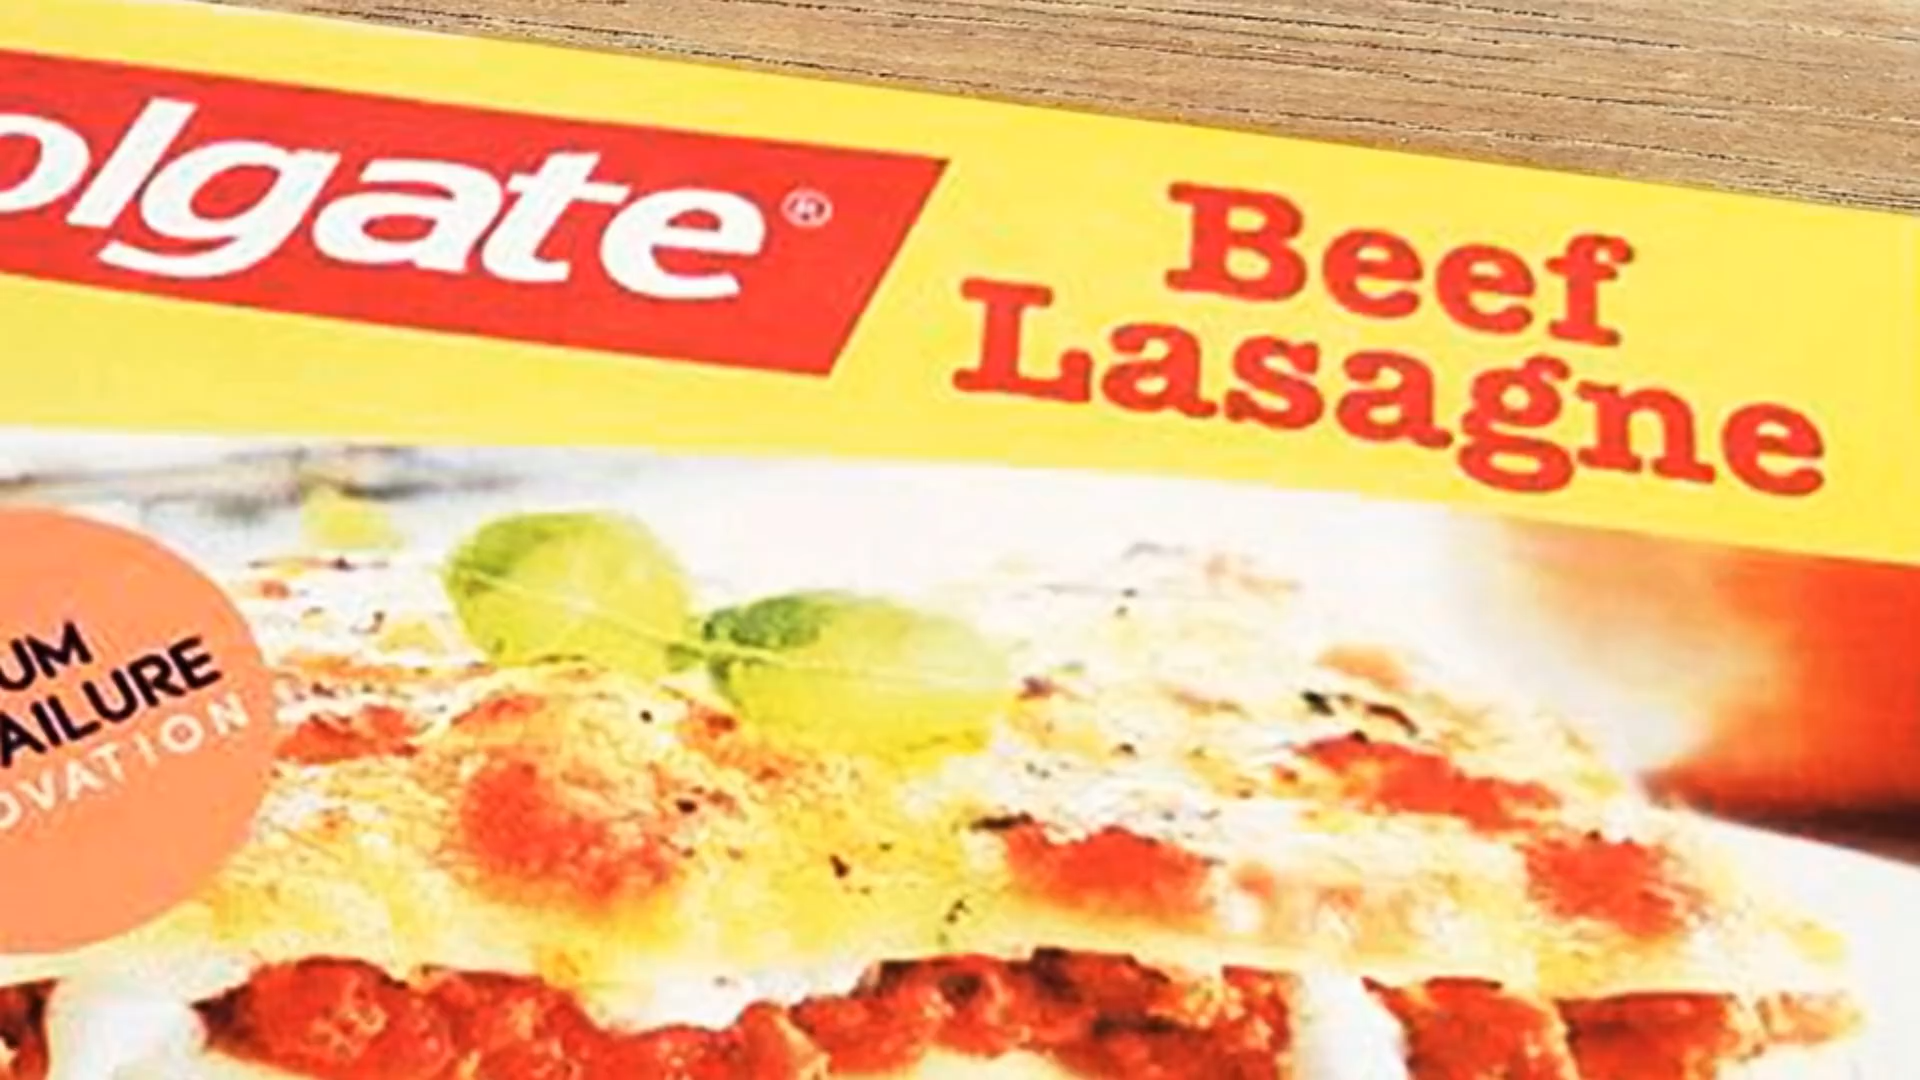 olgate®
Beef
Lasagne
UM
AILURE
OVATION